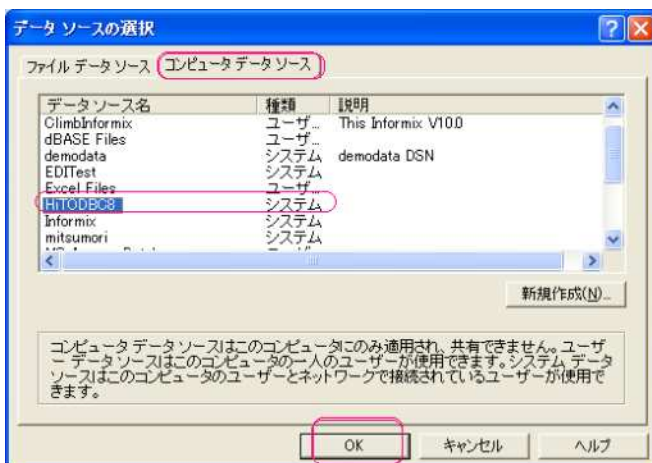 データ ソースの選択
ファイル データ ソース コンピュータ データ ソース
データ ソース名 種類 説明
ClimbInformix ユーザ... This Informix V10.0
dBASE Files ユーザ...
demodata システム demodata DSN
EDITest システム
Excel Files ユーザ...
HiTODBC8 システム
Informix システム
mitsumori システム
新規作成(N)...
コンピュータ データ ソースはこのコンピュータにのみ適用され、共有できません。ユーザ
ー データ ソースはこのコンピュータの一人のユーザーが使用できます。システム データ
ソースはこのコンピュータのユーザーとネットワークで接続されているユーザーが使用で
きます。
OK キャンセル ヘルプ